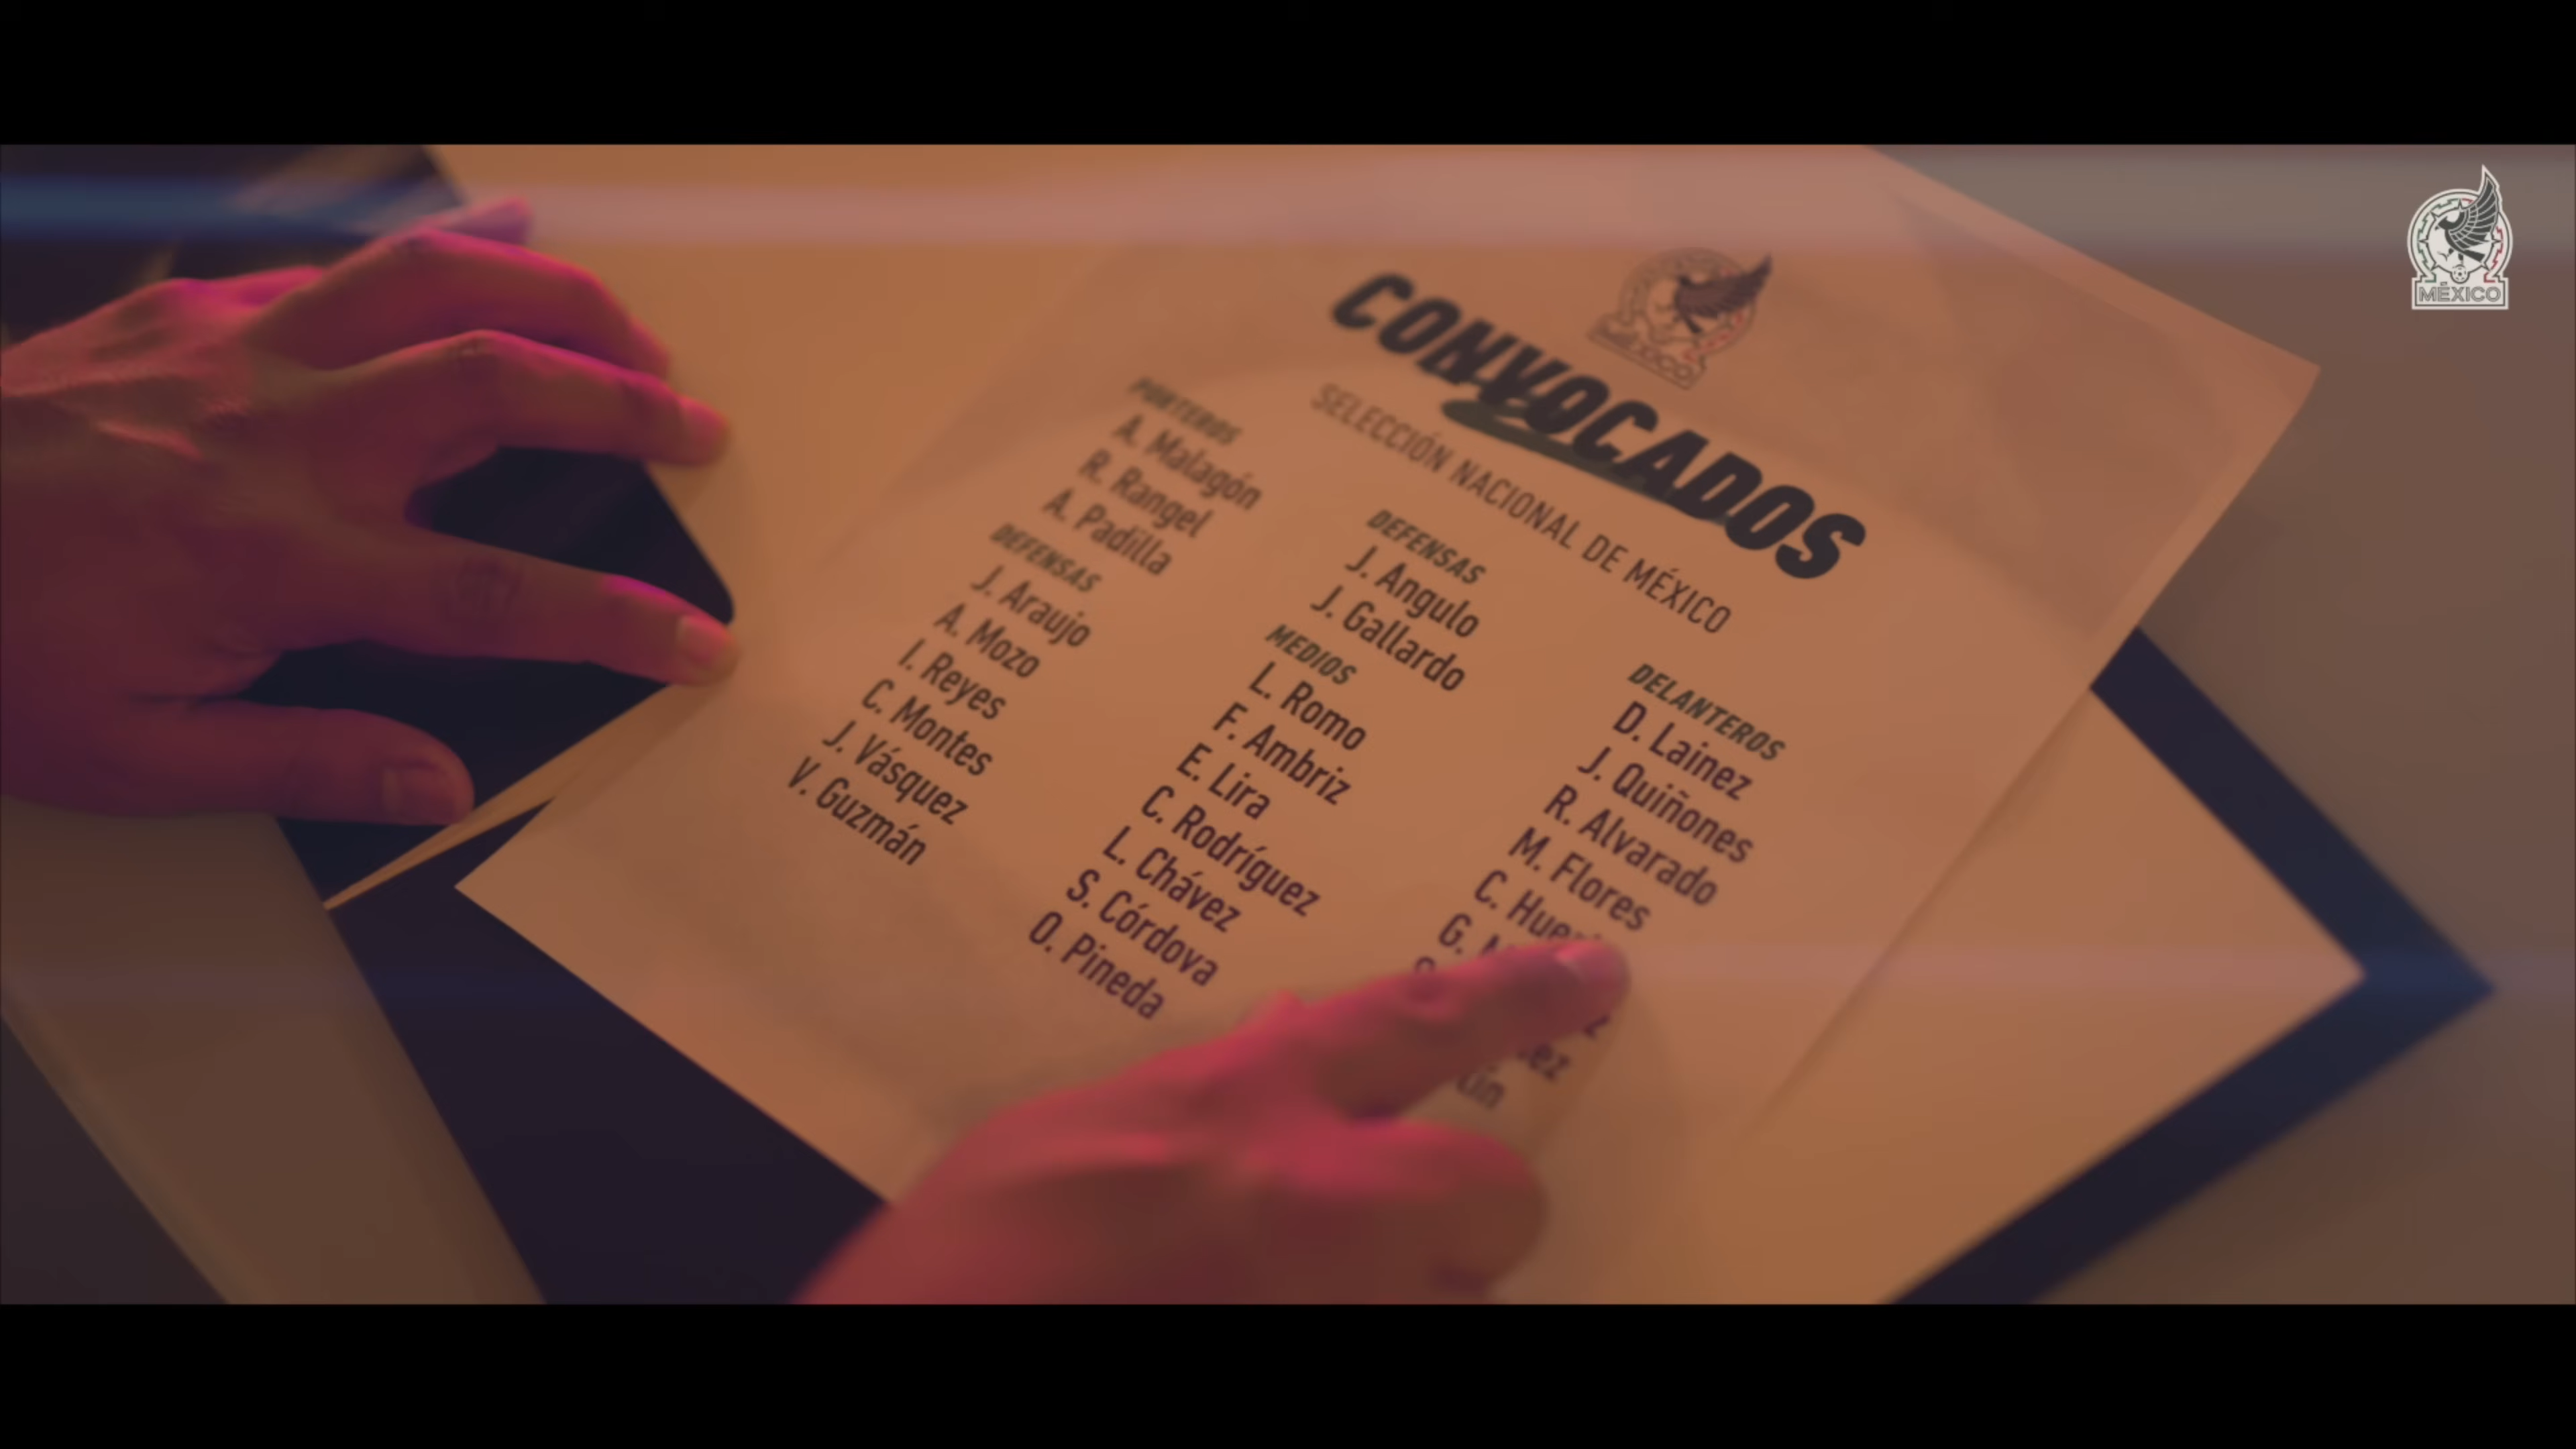 MÉXICO
MÉXICO
CONVOCADOS
SELECCIÓN NACIONAL DE MÉXICO
PORTEROS
A. Malagón
R. Rangel
A. Padilla
DEFENSAS
J. Araujo
A. Mozo
I. Reyes
C. Montes
J. Vásquez
V. Guzmán
DEFENSAS
J. Angulo
J. Gallardo
MEDIOS
L. Romo
F. Ambriz
E. Lira
C. Rodríguez
L. Chávez
S. Córdova
O. Pineda
DELANTEROS
D. Lainez
J. Quiñones
R. Alvarado
M. Flores
C.
G.